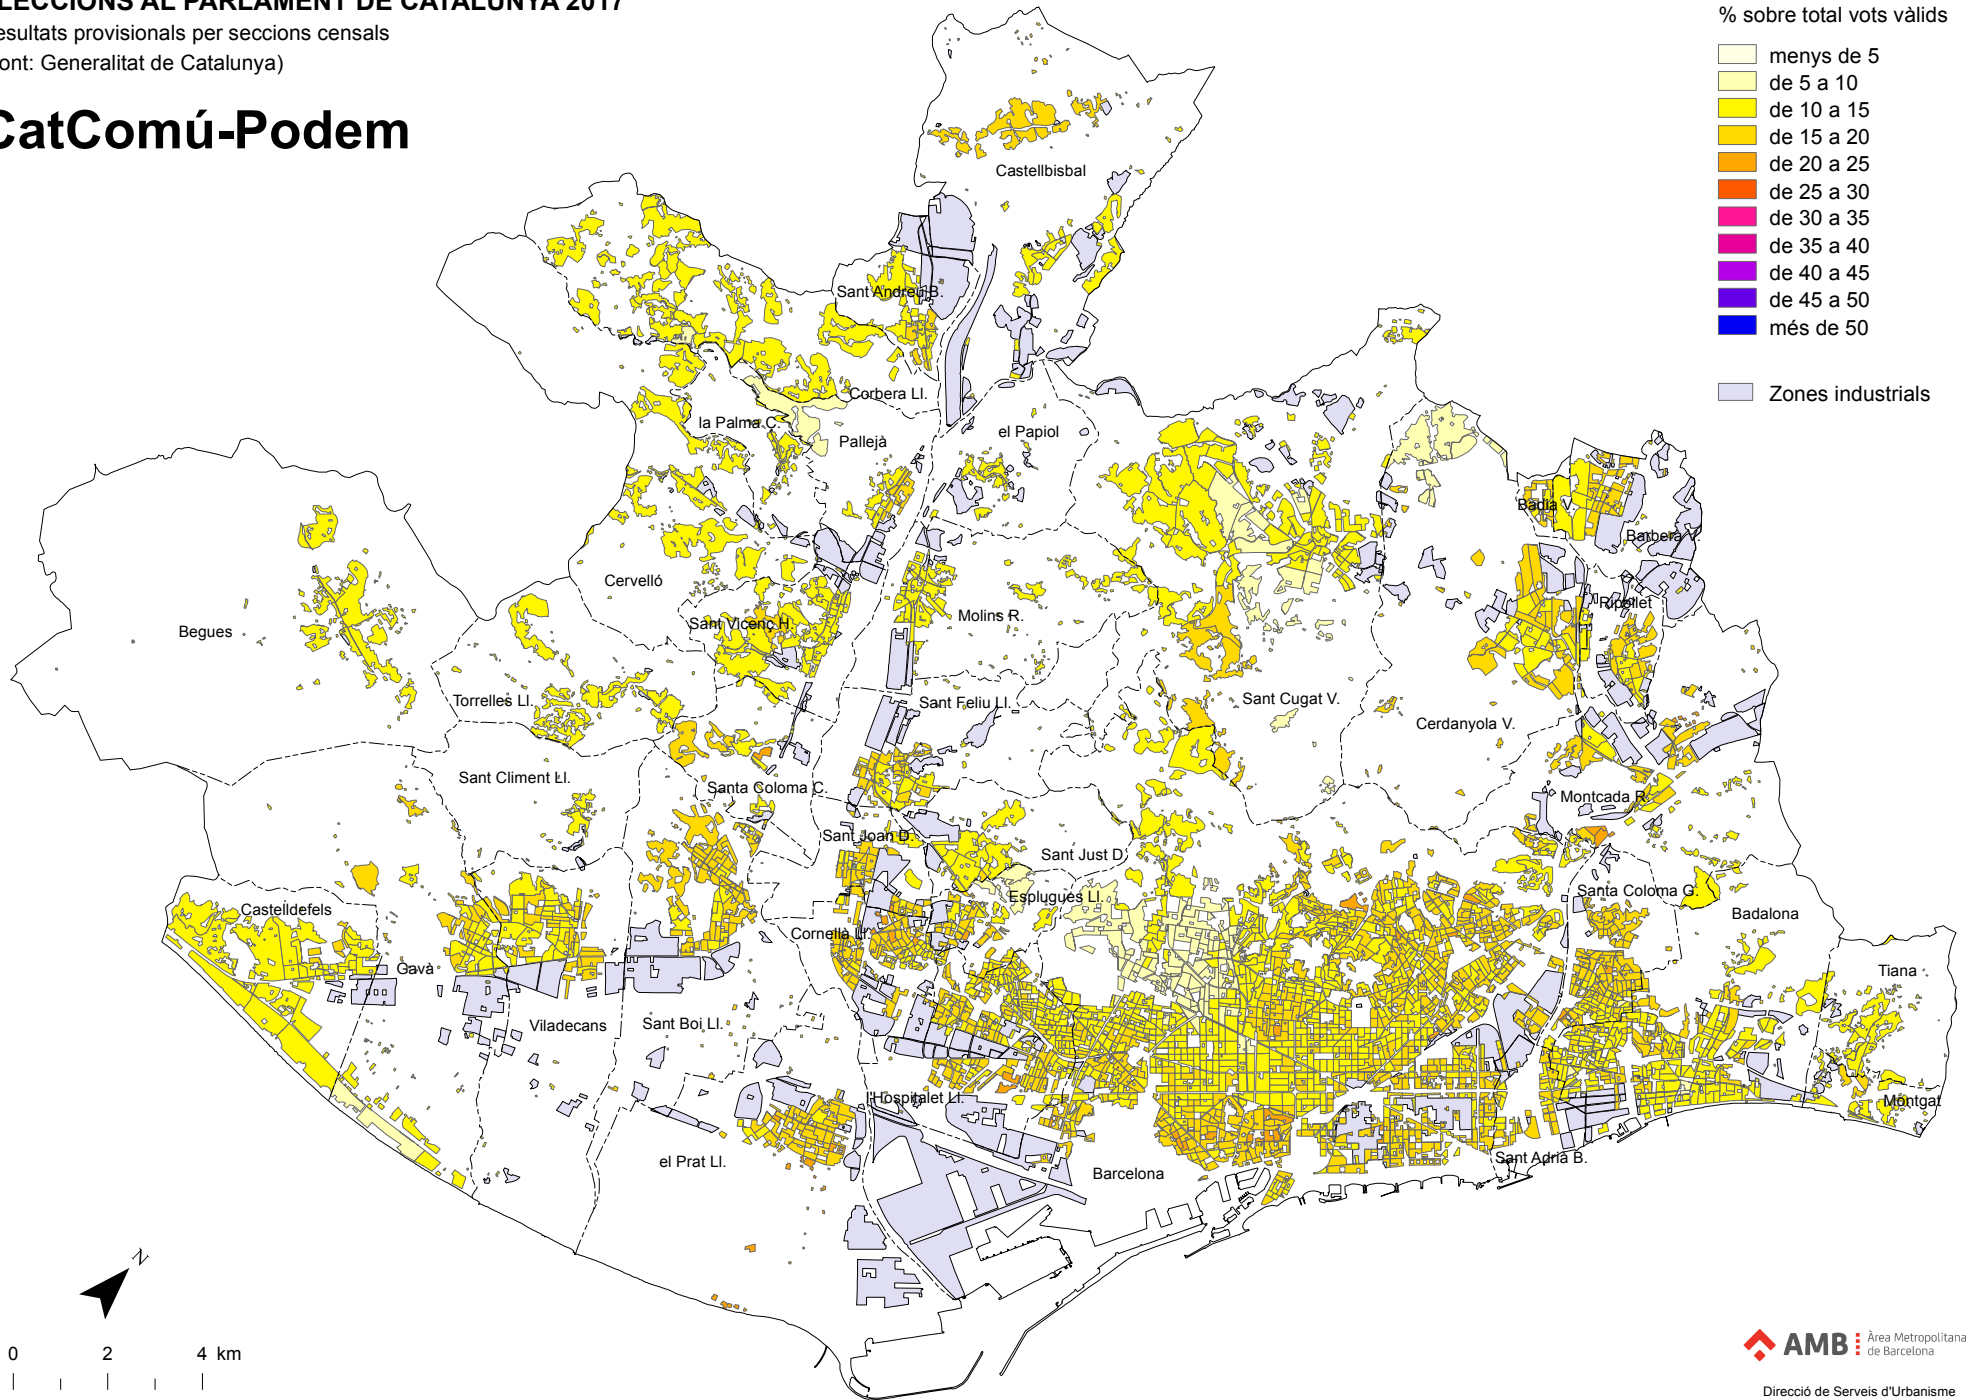 LECCIONS AL PARLAMENT DE CATALUNYA 2017
esultats provisionals per seccions censals
ont: Generalitat de Catalunya)
CatComú-Podem
% sobre total vots vàlids
menys de 5
de 5 a 10
de 10 a 15
de 15 a 20
de 20 a 25
de 25 a 30
de 30 a 35
de 35 a 40
de 40 a 45
de 45 a 50
més de 50
Zones industrials
Castellbisbal
Sant Andreu B.
Corbera Ll.
la Palma C.
Pallejà
el Papiol
Badia V.
Barberà V.
Cervelló
Ripollet
Begues
Sant Vicenç H.
Molins R.
Torrelles Ll.
Sant Feliu Ll.
Sant Cugat V.
Cerdanyola V.
Sant Climent Ll.
Santa Coloma C.
Montcada R.
Sant Joan D.
Sant Just D.
Esplugues Ll.
Santa Coloma G.
Castelldefels
Badalona
Cornellà Ll.
Gavà
Tiana
Viladecans
Sant Boi Ll.
l'Hospitalet Ll.
Montgat
el Prat Ll.
Barcelona
Sant Adrià B.
N
0 2 4 km
AMB Àrea Metropolitana
de Barcelona
Direcció de Serveis d'Urbanisme